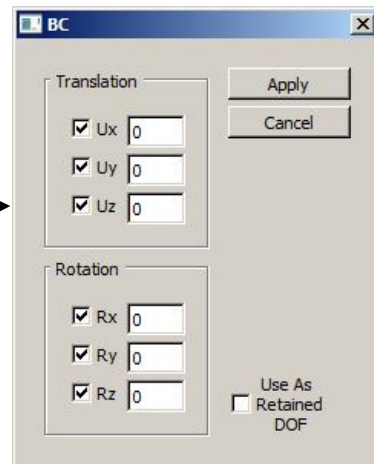 BC
Translation
Ux 0
Uy 0
Uz 0
Apply
Cancel
Rotation
Rx 0
Ry 0
Rz 0
Use As
Retained
DOF